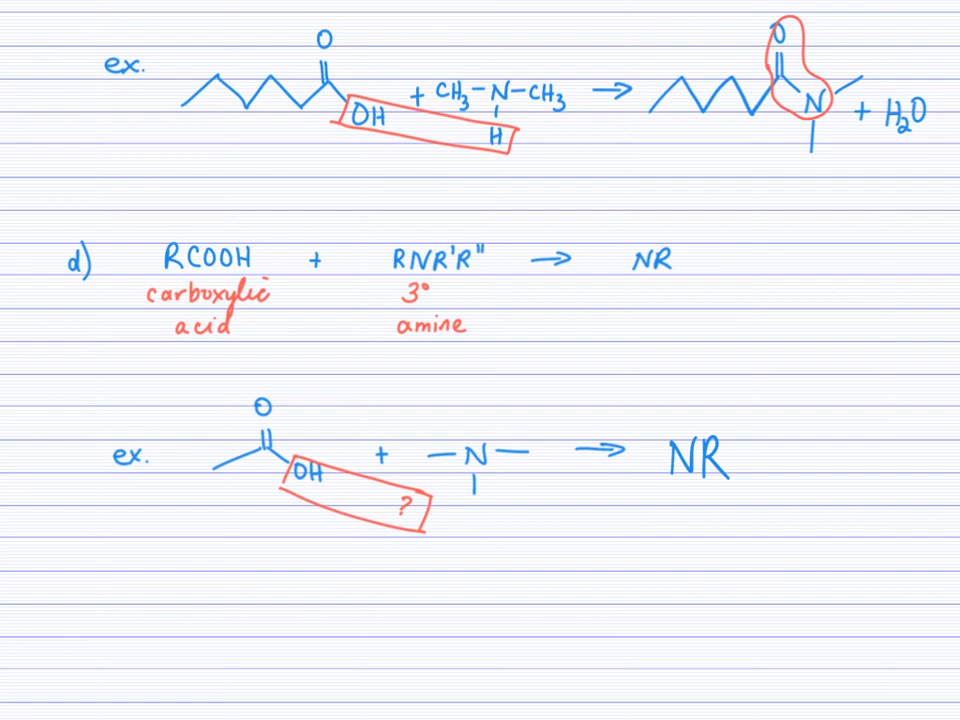 O O
ex. OH + CH₃-N-CH₃ → N + H₂O
H
d) RCOOH + RNR'R" → NR
carboxylic 3°
acid amine
O
ex. OH + -N- → NR
?